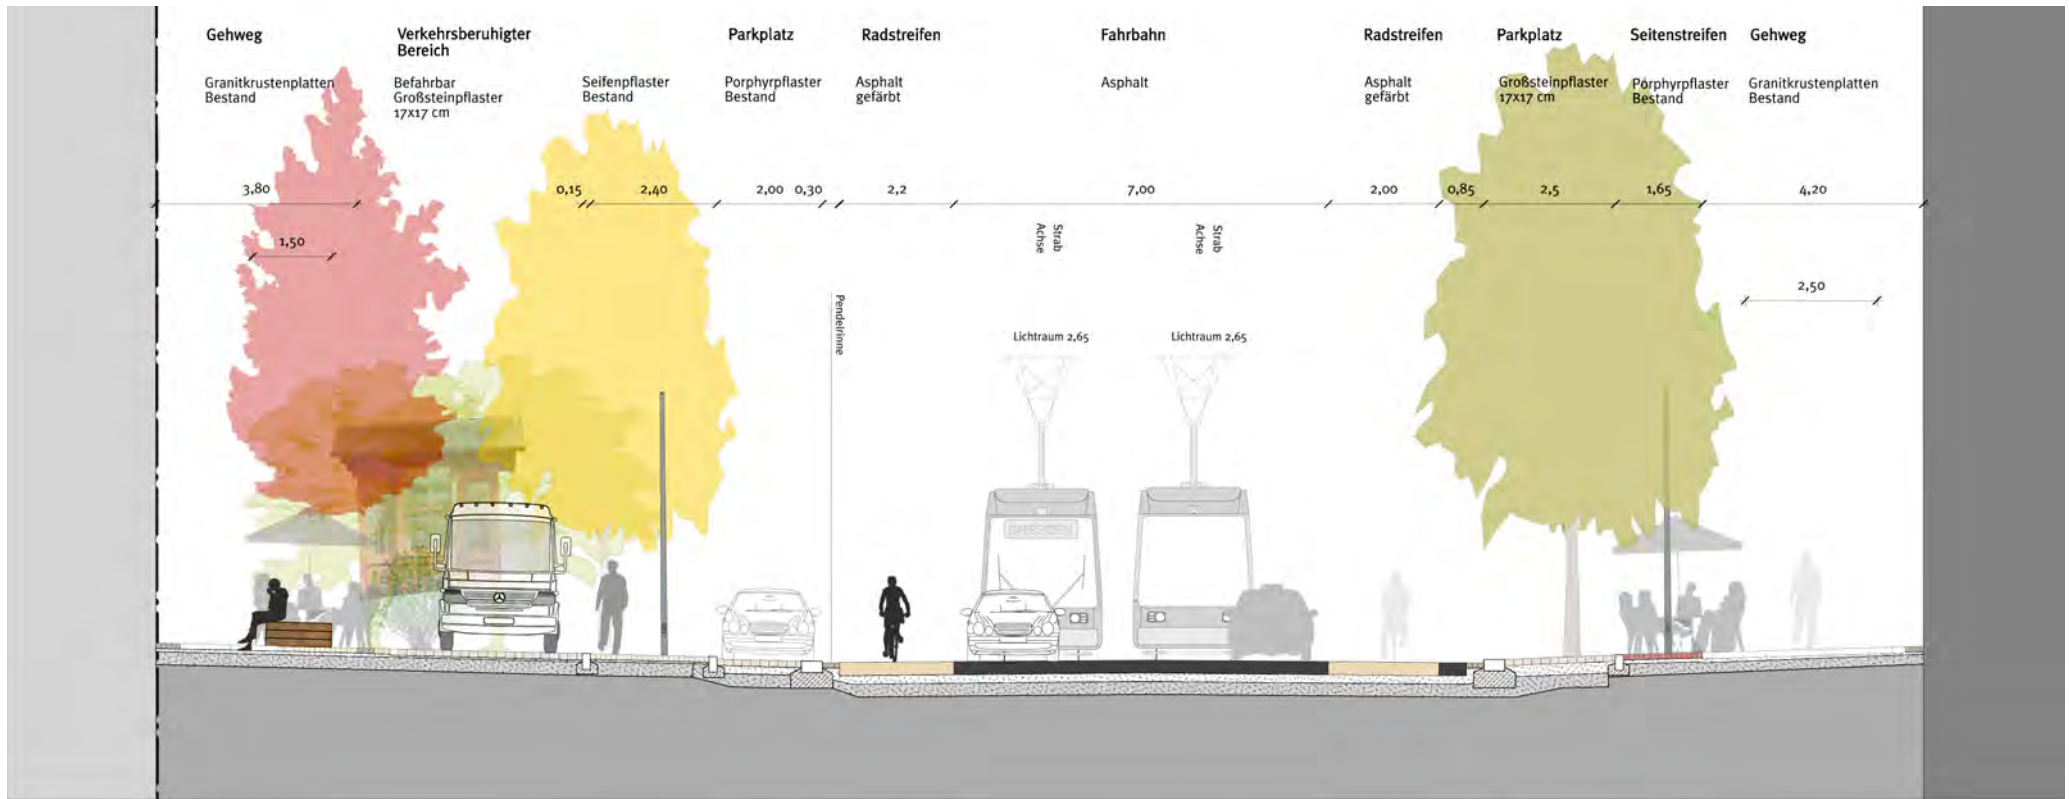 Gehweg
Verkehrsberuhigter
Bereich
Parkplatz
Radstreifen
Fahrbahn
Radstreifen
Parkplatz
Seitenstreifen
Gehweg
Granitkrustenplatten
Bestand
Befahrbar
Großsteinpflaster
17x17 cm
Seifenpflaster
Bestand
Porphyrpflaster
Bestand
Asphalt
gefärbt
Asphalt
Asphalt
gefärbt
Großsteinpflaster
17x17 cm
Porphyrpflaster
Bestand
Granitkrustenplatten
Bestand
3,80
0,15
2,40
2,00
0,30
2,2
7,00
2,00
0,85
2,5
1,65
4,20
1,50
Strab
Achse
Strab
Achse
2,50
Pendelrinne
Lichtraum 2,65
Lichtraum 2,65
DRESDEN